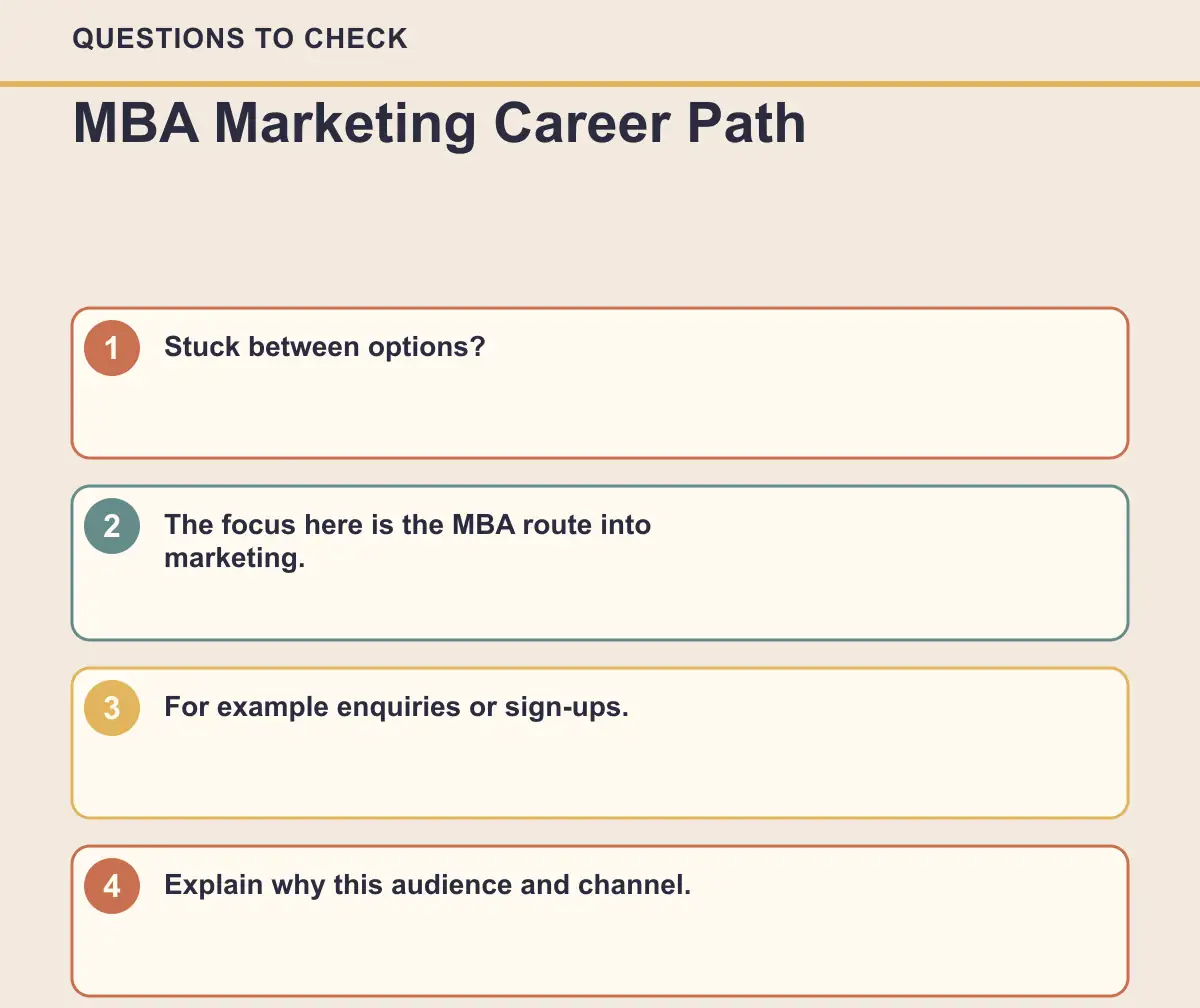 QUESTIONS TO CHECK
MBA Marketing Career Path
1 Stuck between options?
2 The focus here is the MBA route into
marketing.
3 For example enquiries or sign-ups.
4 Explain why this audience and channel.